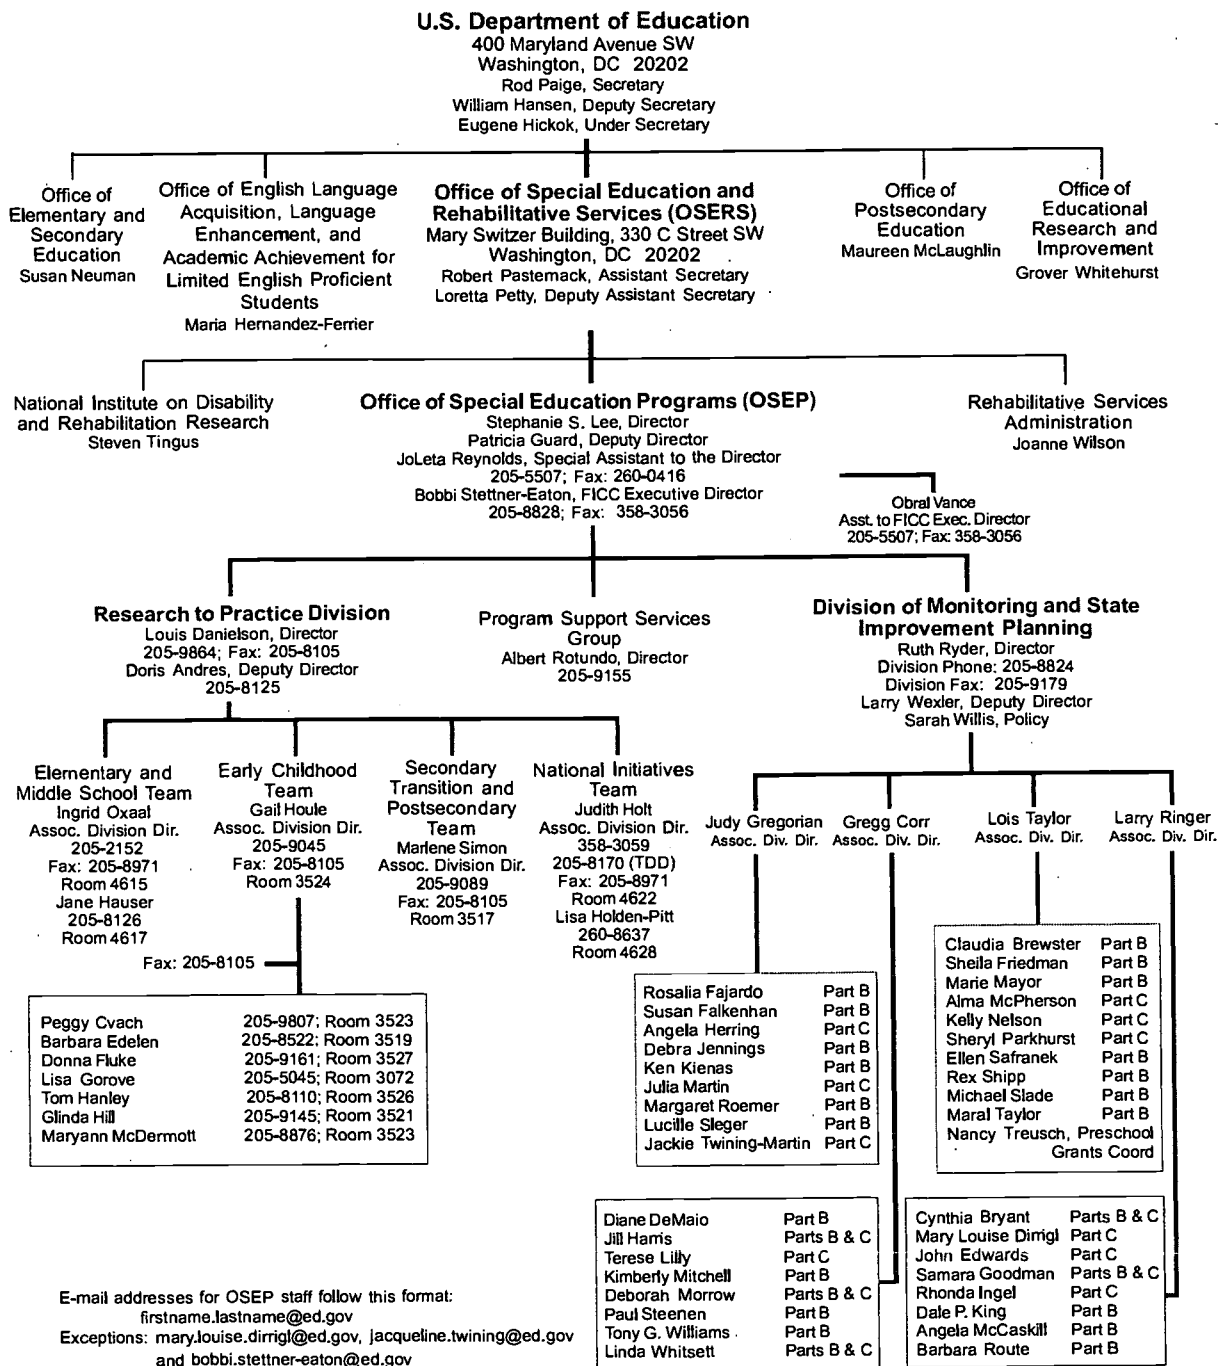 U.S. Department of Education
400 Maryland Avenue SW
Washington, DC 20202
Rod Paige, Secretary
William Hansen, Deputy Secretary
Eugene Hickok, Under Secretary
Office of
Elementary and
Secondary
Education
Susan Neuman
Office of English Language
Acquisition, Language
Enhancement, and
Academic Achievement for
Limited English Proficient
Students
Maria Hernandez-Ferrier
Office of Special Education and
Rehabilitative Services (OSERS)
Mary Switzer Building, 330 C Street SW
Washington, DC 20202
Robert Pasternack, Assistant Secretary
Loretta Petty, Deputy Assistant Secretary
Office of
Postsecondary
Education
Maureen McLaughlin
Office of
Educational
Research and
Improvement
Grover Whitehurst
National Institute on Disability
and Rehabilitation Research
Steven Tingus
Office of Special Education Programs (OSEP)
Stephanie S. Lee, Director
Patricia Guard, Deputy Director
JoLeta Reynolds, Special Assistant to the Director
205-5507; Fax: 260-0416
Bobbi Stettner-Eaton, FICC Executive Director
205-8828; Fax: 358-3056
Rehabilitative Services
Administration
Joanne Wilson
Obral Vance
Asst. to FICC Exec. Director
205-5507; Fax: 358-3056
Research to Practice Division
Louis Danielson, Director
205-9864; Fax: 205-8105
Doris Andres, Deputy Director
205-8125
Program Support Services
Group
Albert Rotundo, Director
205-9155
Division of Monitoring and State
Improvement Planning
Ruth Ryder, Director
Division Phone: 205-8824
Division Fax: 205-9179
Larry Wexler, Deputy Director
Sarah Willis, Policy
Elementary and
Middle School Team
Ingrid Oxaal
Assoc. Division Dir.
205-2152
Fax: 205-8971
Room 4615
Jane Hauser
205-8126
Room 4617
Early Childhood
Team
Gail Houle
Assoc. Division Dir.
205-9045
Fax: 205-8105
Room 3524
Secondary
Transition and
Postsecondary
Team
Marlene Simon
Assoc. Division Dir.
205-9089
Fax: 205-8105
Room 3517
National Initiatives
Team
Judith Holt
Assoc. Division Dir.
358-3059
205-8170 (TDD)
Fax: 205-8971
Room 4622
Lisa Holden-Pitt
260-8637
Room 4628
Judy Gregorian
Assoc. Div. Dir.
Gregg Corr
Assoc. Div. Dir.
Lois Taylor
Assoc. Div. Dir.
Larry Ringer
Assoc. Div. Dir.
Fax: 205-8105
Peggy Cvach 205-9807; Room 3523
Barbara Edelen 205-8522; Room 3519
Donna Fluke 205-9161; Room 3527
Lisa Gorove 205-5045; Room 3072
Tom Hanley 205-8110; Room 3526
Glinda Hill 205-9145; Room 3521
Maryann McDermott 205-8876; Room 3523
Rosalia Fajardo Part B
Susan Falkenhan Part B
Angela Herring Part C
Debra Jennings Part B
Ken Kienas Part B
Julia Martin Part C
Margaret Roemer Part B
Lucille Sleger Part B
Jackie Twining-Martin Part C
Claudia Brewster Part B
Sheila Friedman Part B
Marie Mayor Part B
Alma McPherson Part C
Kelly Nelson Part C
Sheryl Parkhurst Part C
Ellen Safranek Part B
Rex Shipp Part B
Michael Slade Part B
Maral Taylor Part B
Nancy Treusch, Preschool
Grants Coord
Diane DeMaio Part B
Jill Harris Parts B & C
Terese Lilly Part C
Kimberly Mitchell Part B
Deborah Morrow Parts B & C
Paul Steenen Part B
Tony G. Williams Part B
Linda Whitsett Parts B & C
Cynthia Bryant Parts B & C
Mary Louise Dirrigl Part C
John Edwards Part C
Samara Goodman Parts B & C
Rhonda Ingel Part C
Dale P. King Part B
Angela McCaskill Part B
Barbara Route Part B
E-mail addresses for OSEP staff follow this format:
firstname.lastname@ed.gov
Exceptions: mary.louise.dirrigl@ed.gov, jacqueline.twining@ed.gov
and bobbi.stettner-eaton@ed.gov